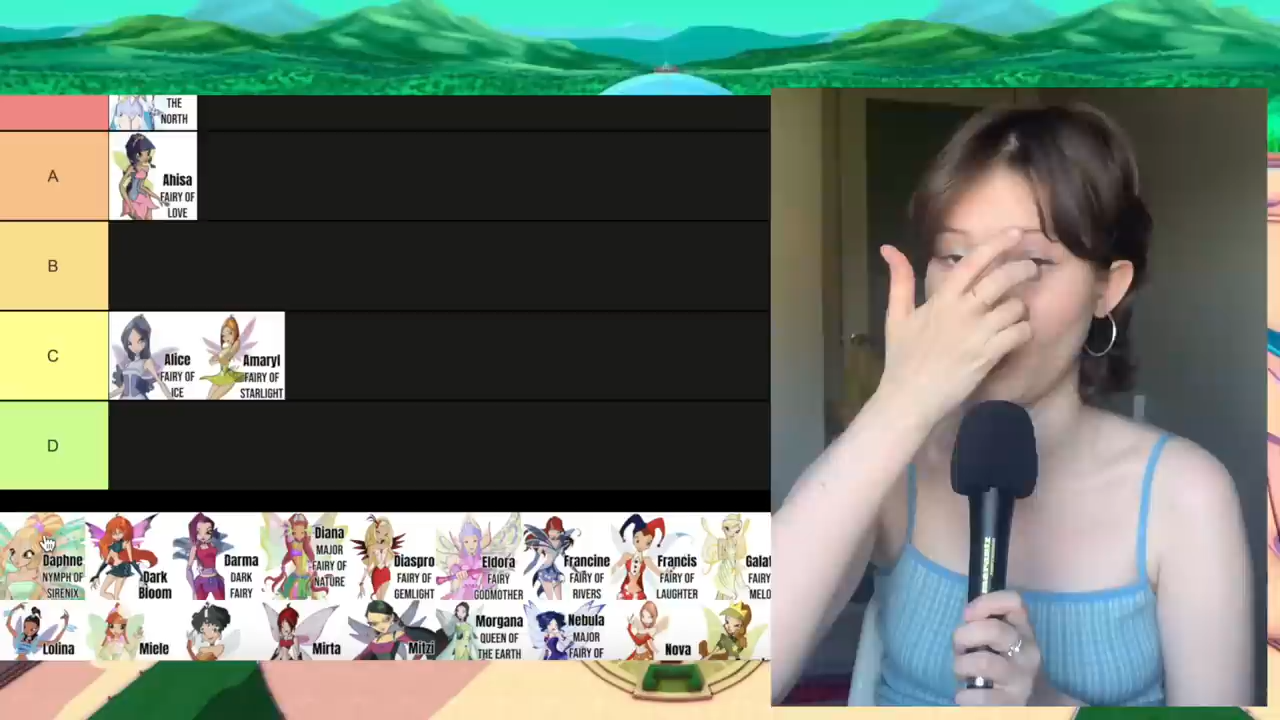 THE
NORTH
A
Ahisa
FAIRY OF
LOVE
B
C
Alice
FAIRY OF
ICE
Amaryl
FAIRY OF
STARLIGHT
D
Daphne
NYMPH OF
SIRENIX
Dark
Bloom
Darma
DARK
FAIRY
Diana
MAJOR
FAIRY OF
NATURE
Diaspro
FAIRY OF
GEMLIGHT
Eldora
FAIRY
GODMOTHER
Francine
FAIRY OF
RIVERS
Francis
FAIRY OF
LAUGHTER
Gala
FAIRY
MELO
Lolina
Miele
Mirta
Mitzi
Morgana
QUEEN OF
THE EARTH
Nebula
MAJOR
FAIRY OF
Nova